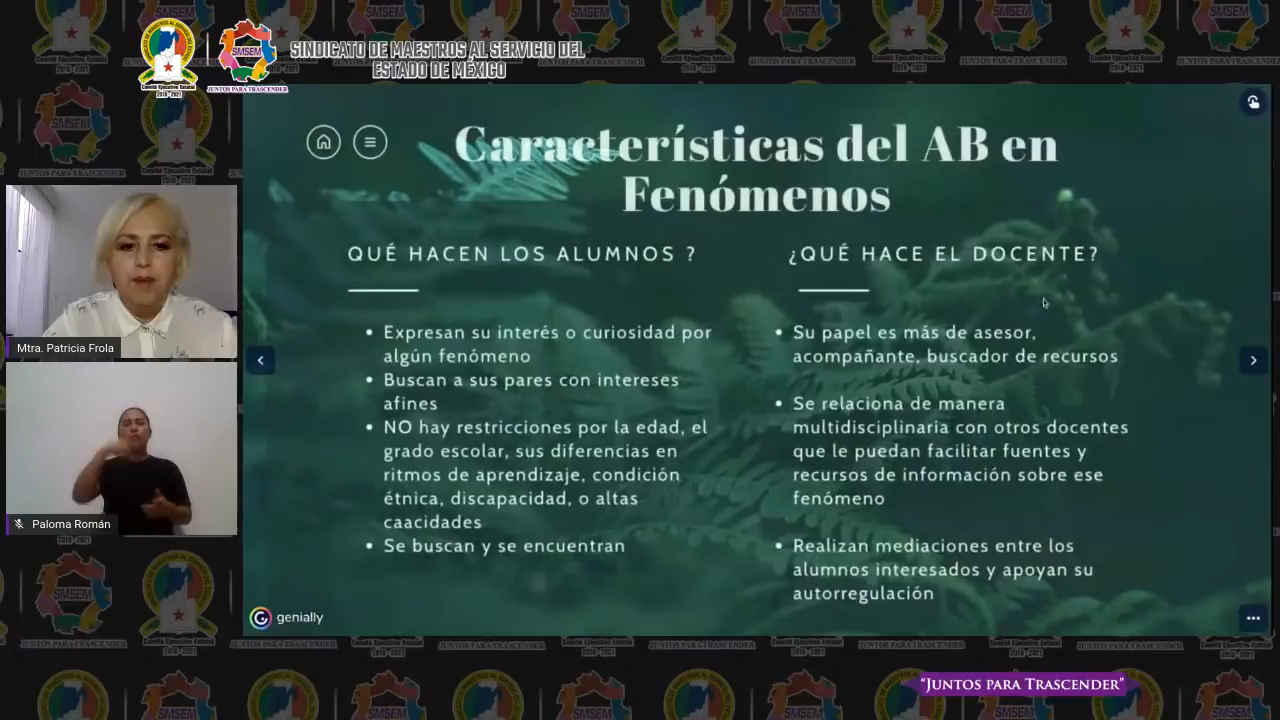 SMSEM
JUNTOS PARA TRASCENDER
Comité Ejecutivo Estatal
2018 - 2021
SINDICATO DE MAESTROS AL SERVICIO DEL
ESTADO DE MÉXICO
Características del AB en
Fenómenos
QUÉ HACEN LOS ALUMNOS ?
Expresan su interés o curiosidad por
algún fenómeno
Buscan a sus pares con intereses
afines
NO hay restricciones por la edad, el
grado escolar, sus diferencias en
ritmos de aprendizaje, condición
étnica, discapacidad, o altas
caacidades
Se buscan y se encuentran
¿QUÉ HACE EL DOCENTE?
Su papel es más de asesor,
acompañante, buscador de recursos
Se relaciona de manera
multidisciplinaria con otros docentes
que le puedan facilitar fuentes y
recursos de información sobre ese
fenómeno
Realizan mediaciones entre los
alumnos interesados y apoyan su
autorregulación
Mtra. Patricia Frola
Paloma Román
genially
"JUNTOS PARA TRASCENDER"